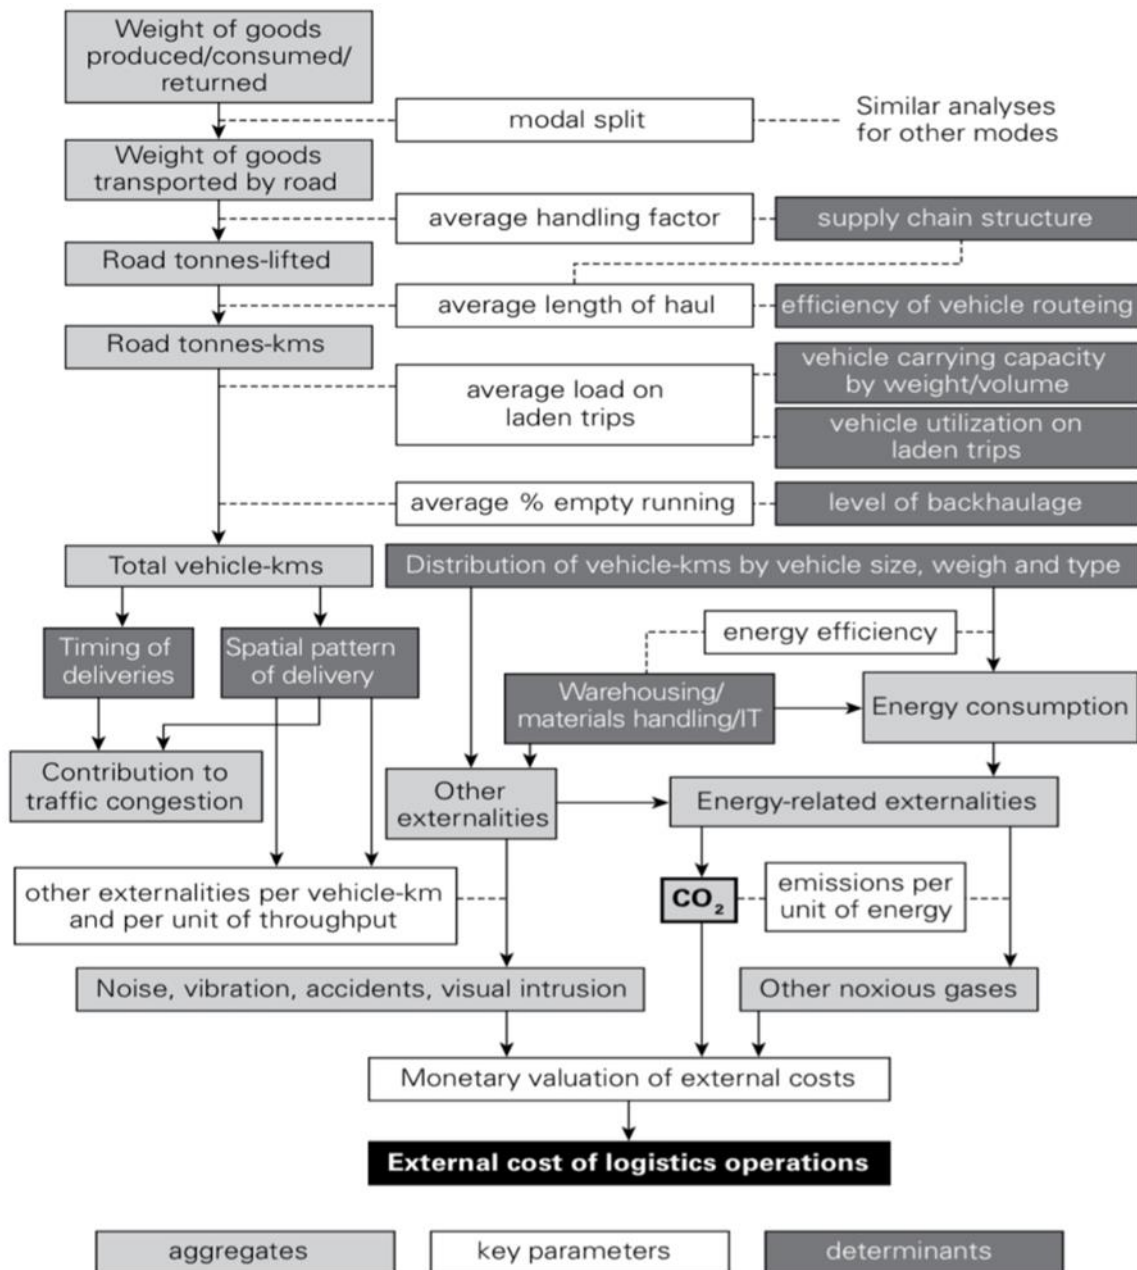 Weight of goods
produced/consumed/
returned
modal split
Similar analyses
for other modes
Weight of goods
transported by road
average handling factor
supply chain structure
Road tonnes-lifted
average length of haul
efficiency of vehicle routeing
Road tonnes-kms
average load on
laden trips
vehicle carrying capacity
by weight/volume
vehicle utilization on
laden trips
average % empty running
level of backhaulage
Total vehicle-kms
Distribution of vehicle-kms by vehicle size, weigh and type
energy efficiency
Timing of
deliveries
Spatial pattern
of delivery
Warehousing/
materials handling/IT
Energy consumption
Contribution to
traffic congestion
Other
externalities
Energy-related externalities
other externalities per vehicle-km
and per unit of throughput
CO₂
emissions per
unit of energy
Noise, vibration, accidents, visual intrusion
Other noxious gases
Monetary valuation of external costs
External cost of logistics operations
aggregates
key parameters
determinants